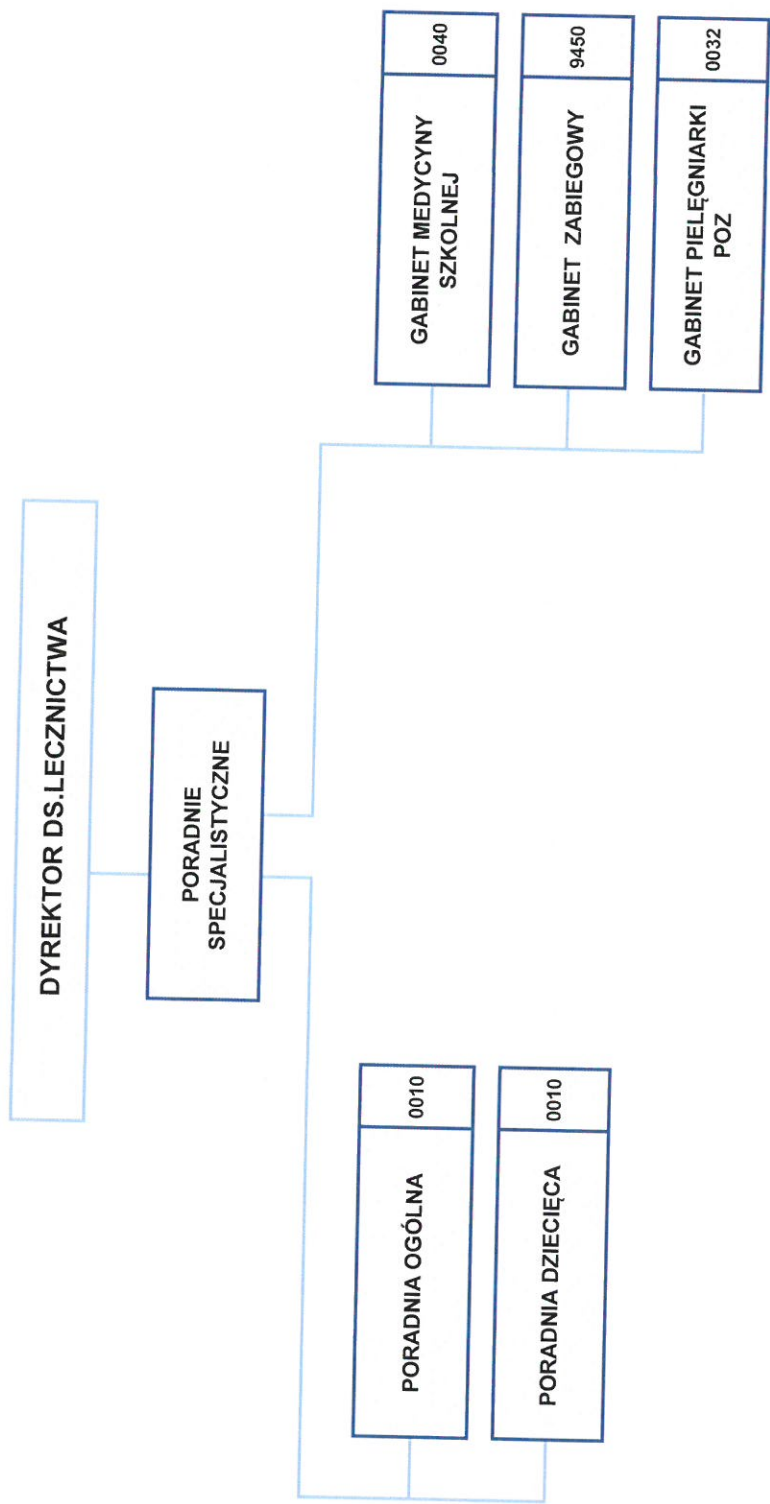 DYREKTOR DS.LECZNICTWA
PORADNIE
SPECJALISTYCZNE
PORADNIA OGÓLNA
0010
PORADNIA DZIECIĘCA
0010
GABINET MEDYCYNY
SZKOLNEJ
0040
GABINET ZABIEGOWY
9450
GABINET PIELĘGNIARKI
POZ
0032